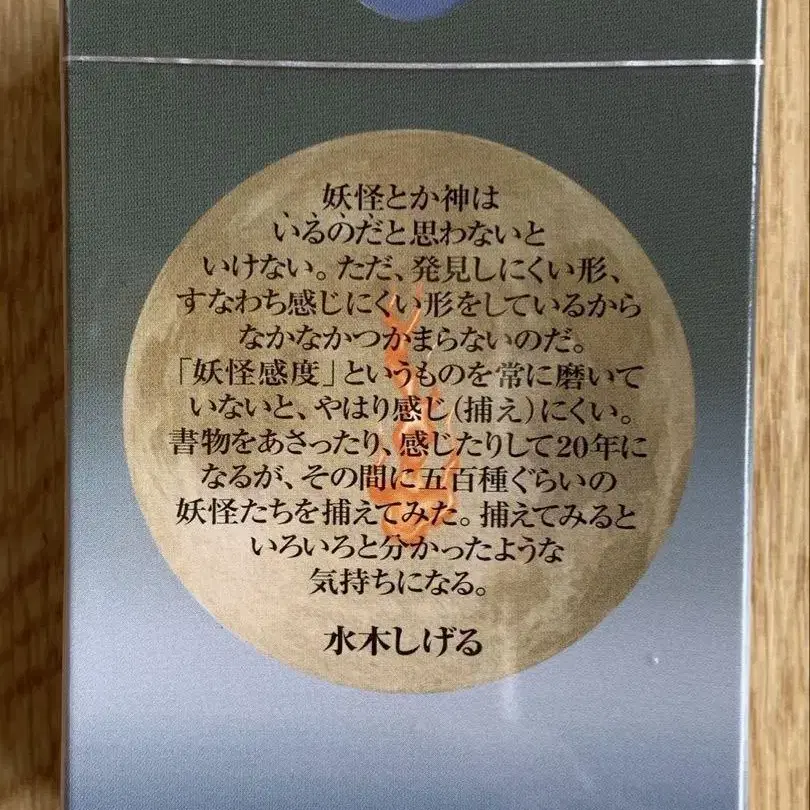 妖怪とか神は
いるのだと思わないと
いけない。ただ、発見しにくい形、
すなわち感じにくい形をしているから
なかなかつかまらないのだ。
「妖怪感度」というものを常に磨いて
いないと、やはり感じ(捕え)にくい。
書物をあさったり、感じたりして20年に
なるが、その間に五百種ぐらいの
妖怪たちを捕えてみた。捕えてみると
いろいろと分かったような
気持ちになる。
水木しげる